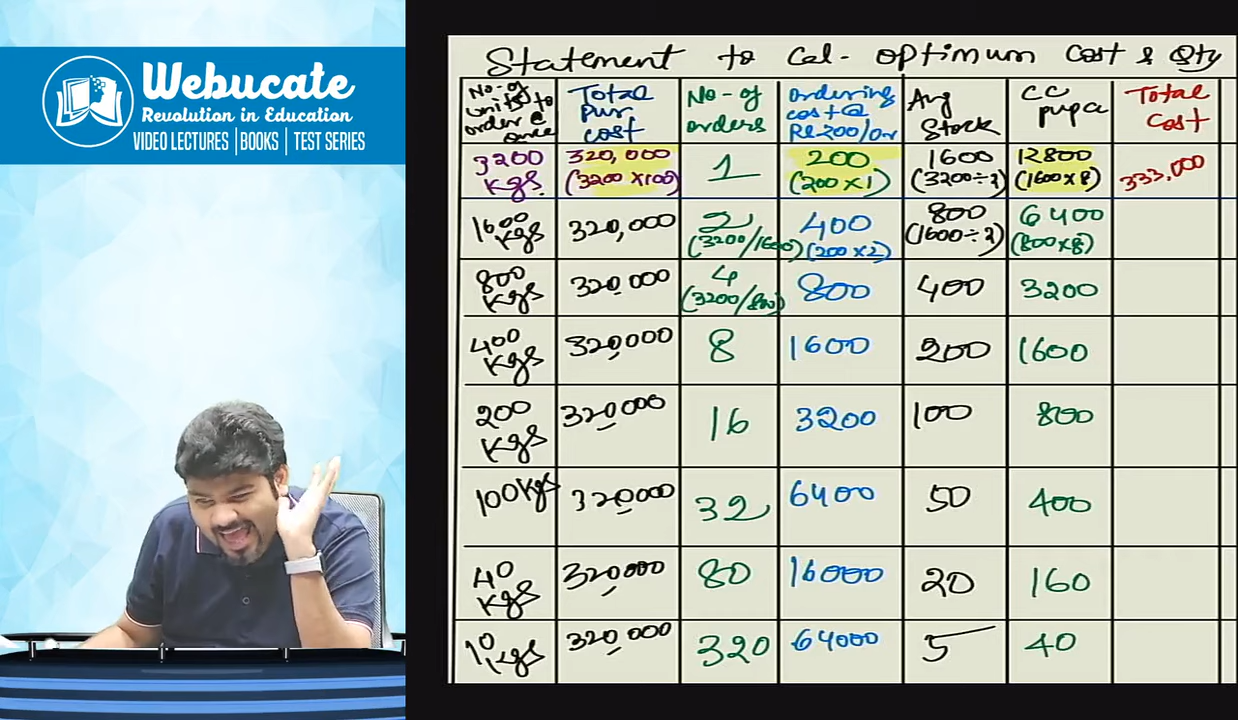 Webucate
Revolution in Education
VIDEO LECTURES | BOOKS | TEST SERIES
Statement to Cal- optimum Cost & Qty
No-of units to order @ once
Total pur cost
No-of orders
ordering cost @ Rs 200/or
Avg Stock
CC pupa
Total Cost
3200 kgs
320,000 (3200 x 100)
1
200 (200 x 1)
1600 (3200÷2)
12800 (1600 x 8)
333,000
1600 kgs
320,000
2 (3200/1600)
400 (200 x 2)
800 (1600÷2)
6400 (800 x 8)
800 kgs
320,000
4 (3200/800)
800
400
3200
400 kgs
320,000
8
1600
200
1600
200 kgs
320,000
16
3200
100
800
100 kgs
320,000
32
6400
50
400
40 kgs
320,000
80
16000
20
160
10 kgs
320,000
320
64000
5
40